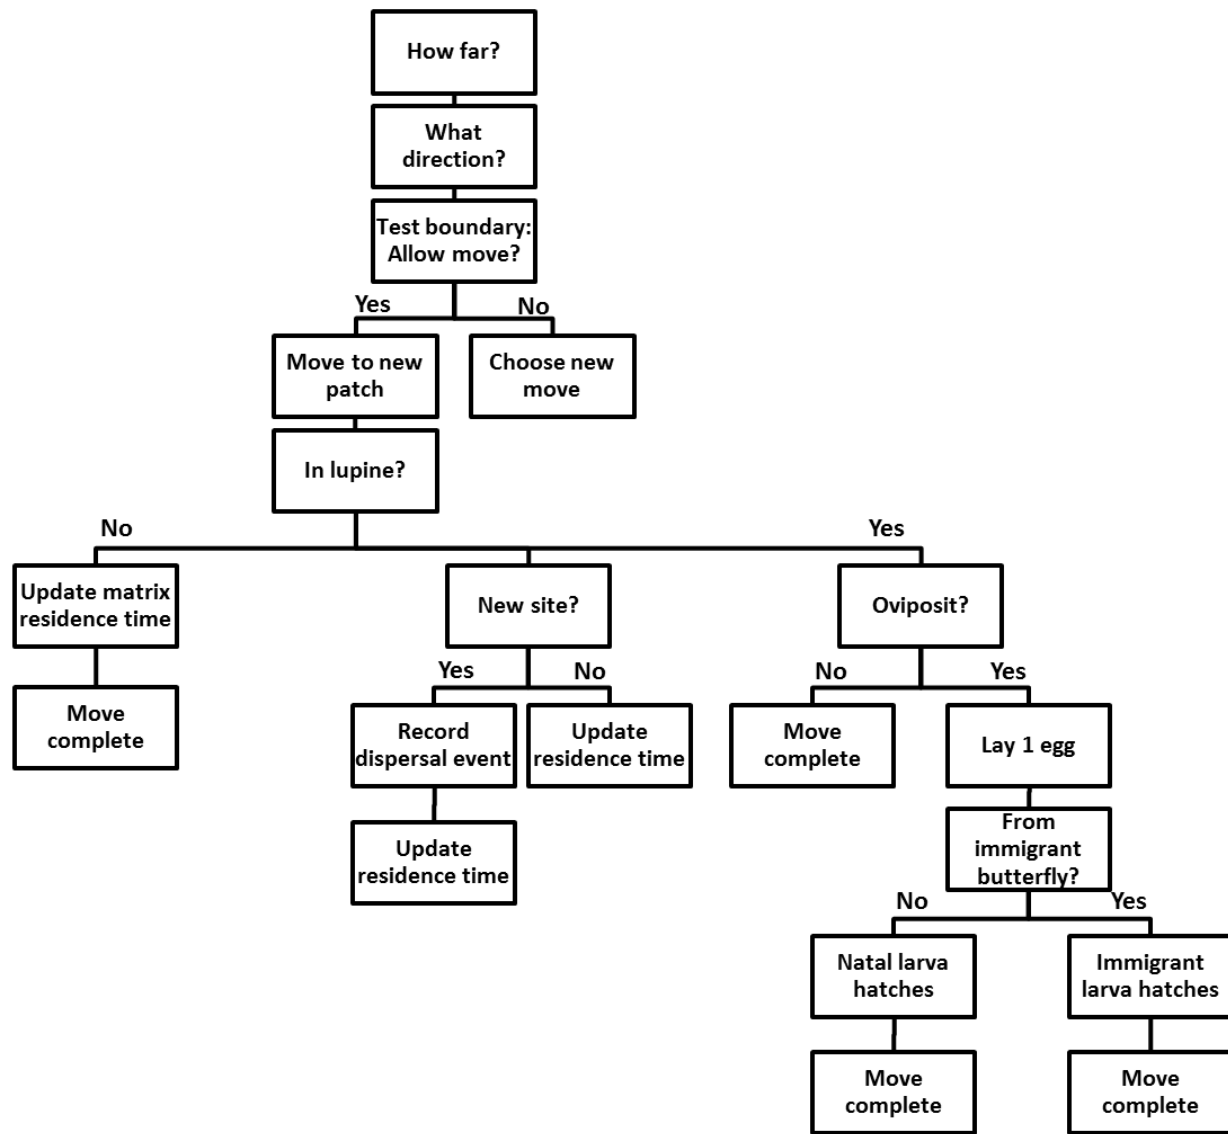 How far?
What
direction?
Test boundary:
Allow move?
Yes
No
Move to new
patch
Choose new
move
In lupine?
No
Yes
Update matrix
residence time
New site?
Oviposit?
Move
complete
Yes
No
No
Yes
Record
dispersal event
Update
residence time
Move
complete
Lay 1 egg
Update
residence time
From
immigrant
butterfly?
No
Yes
Natal larva
hatches
Immigrant
larva hatches
Move
complete
Move
complete